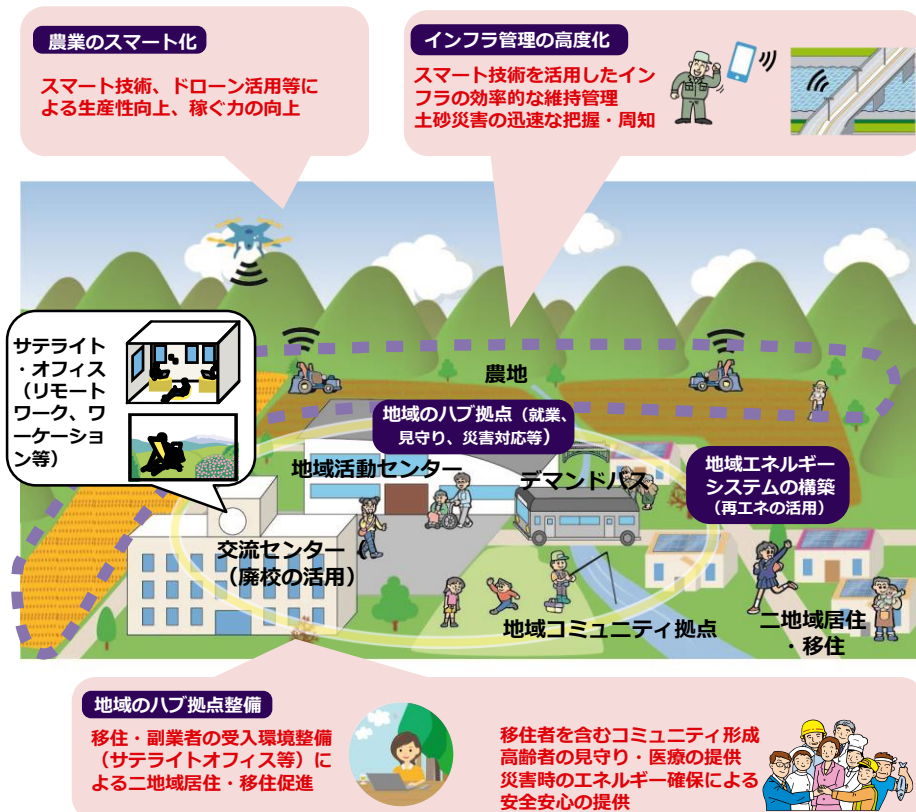 農業のスマート化
スマート技術、ドローン活用等に
よる生産性向上、稼ぐ力の向上
インフラ管理の高度化
スマート技術を活用したイン
フラの効率的な維持管理
土砂災害の迅速な把握・周知
サテライト
・オフィス
（リモート
ワーク、ワ
ーケーショ
ン等）
農地
地域のハブ拠点（就業、
見守り、災害対応等）
地域活動センター
デマンドバス
地域エネルギー
システムの構築
（再エネの活用）
交流センター
（廃校の活用）
地域コミュニティ拠点
二地域居住
・移住
地域のハブ拠点整備
移住・副業者の受入環境整備
（サテライトオフィス等）に
よる二地域居住・移住促進
移住者を含むコミュニティ形成
高齢者の見守り・医療の提供
災害時のエネルギー確保による
安全安心の提供